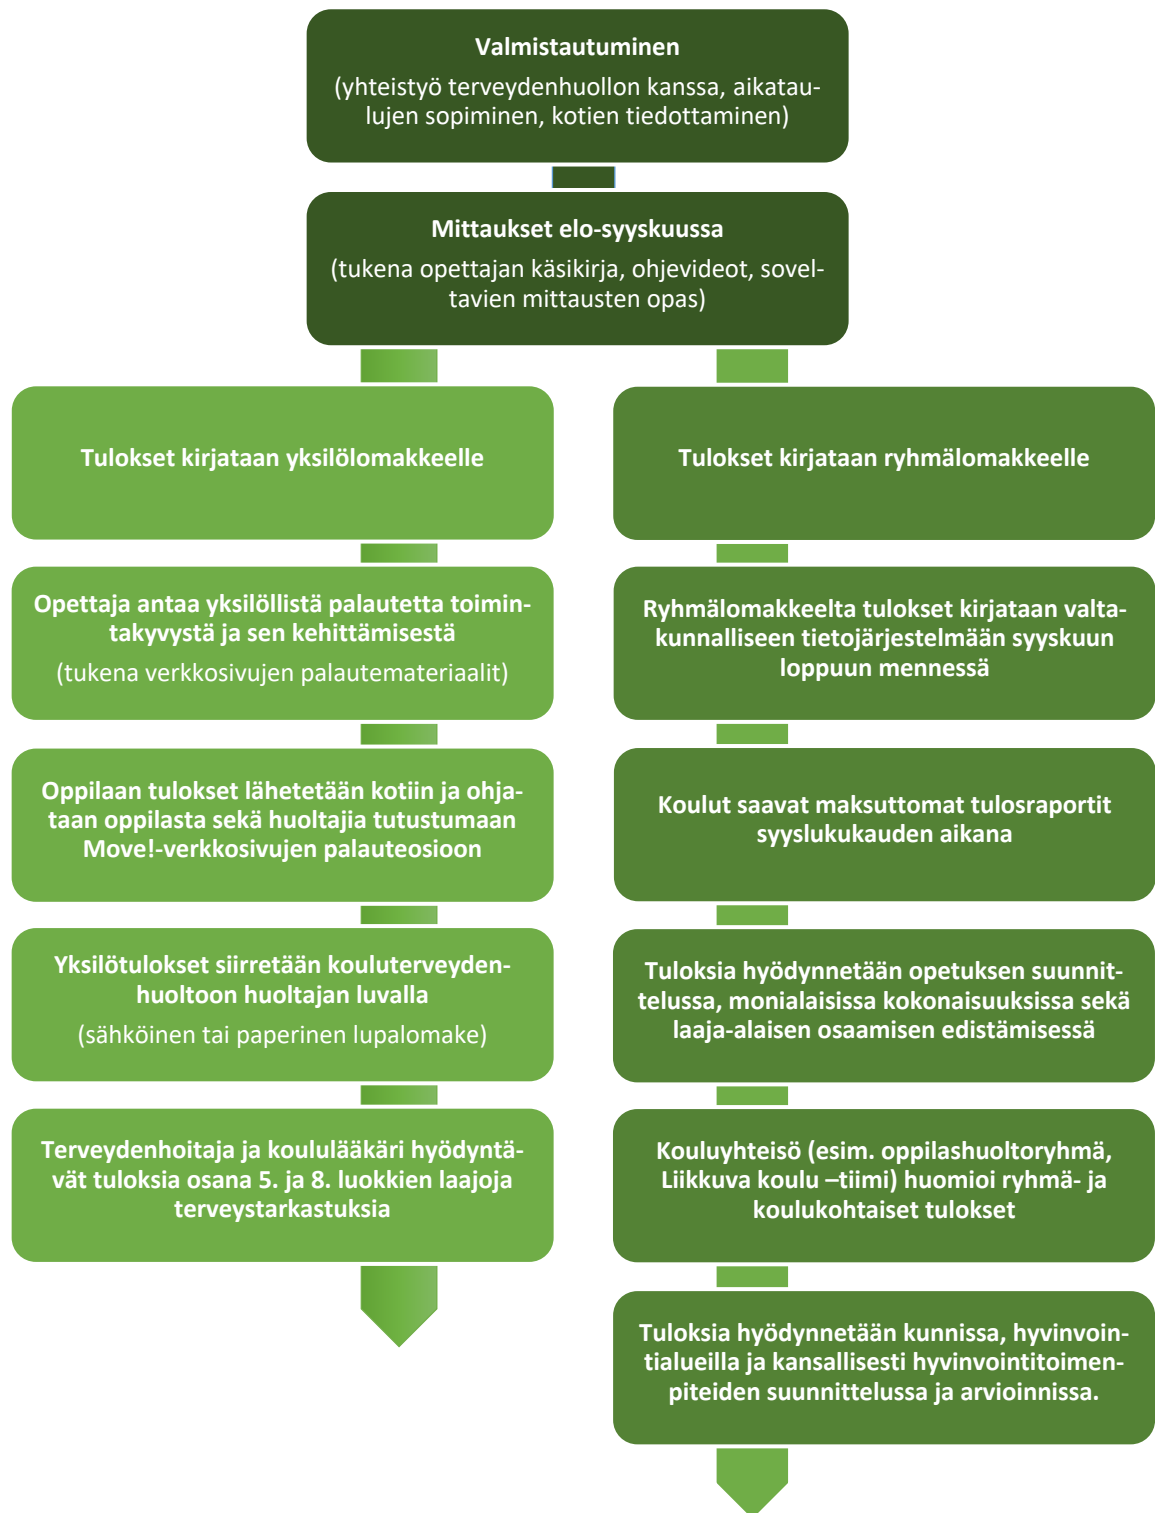 Valmistautuminen
(yhteistyö terveydenhuollon kanssa, aikatau-
lujen sopiminen, kotien tiedottaminen)
Mittaukset elo-syyskuussa
(tukena opettajan käsikirja, ohjevideot, sovel-
tavien mittausten opas)
Tulokset kirjataan yksilölomakkeelle
Opettaja antaa yksilöllistä palautetta toimin-
takyvystä ja sen kehittämisestä
(tukena verkkosivujen palautemateriaalit)
Oppilaan tulokset lähetetään kotiin ja ohja-
taan oppilasta sekä huoltajia tutustumaan
Move!-verkkosivujen palauteosioon
Yksilötulokset siirretään kouluterveyden-
huoltoon huoltajan luvalla
(sähköinen tai paperinen lupalomake)
Terveydenhoitaja ja koululääkäri hyödyntä-
vät tuloksia osana 5. ja 8. luokkien laajoja
terveystarkastuksia
Tulokset kirjataan ryhmälomakkeelle
Ryhmälomakkeelta tulokset kirjataan valta-
kunnalliseen tietojärjestelmään syyskuun
loppuun mennessä
Koulut saavat maksuttomat tulosraportit
syyslukukauden aikana
Tuloksia hyödynnetään opetuksen suunnit-
telussa, monialaisissa kokonaisuuksissa sekä
laaja-alaisen osaamisen edistämisessä
Kouluyhteisö (esim. oppilashuoltoryhmä,
Liikkuva koulu –tiimi) huomioi ryhmä- ja
koulukohtaiset tulokset
Tuloksia hyödynnetään kunnissa, hyvinvoin-
tialueilla ja kansallisesti hyvinvointitoimen-
piteiden suunnittelussa ja arvioinnissa.